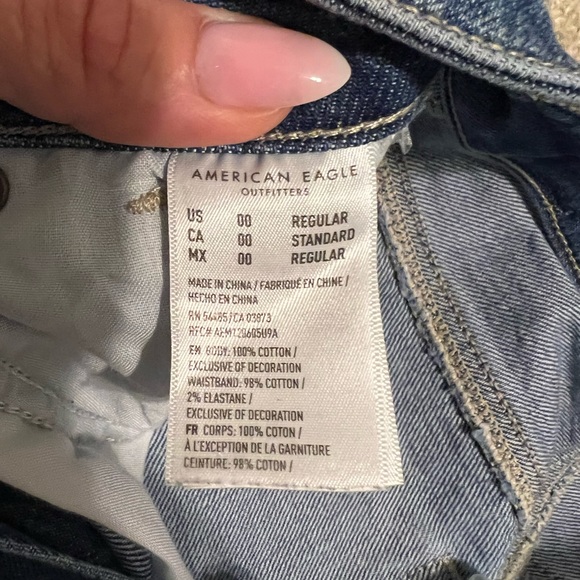 AMERICAN EAGLE
OUTFITTERS
US 00 REGULAR
CA 00 STANDARD
MX 00 REGULAR
MADE IN CHINA / FABRIQUÉ EN CHINE /
HECHO EN CHINA
RN 54485 / CA 03873
RFC# AEM120605U9A
EN BODY: 100% COTTON /
EXCLUSIVE OF DECORATION
WAISTBAND: 98% COTTON /
2% ELASTANE /
EXCLUSIVE OF DECORATION
FR CORPS: 100% COTON /
À L'EXCEPTION DE LA GARNITURE
CEINTURE: 98% COTON /